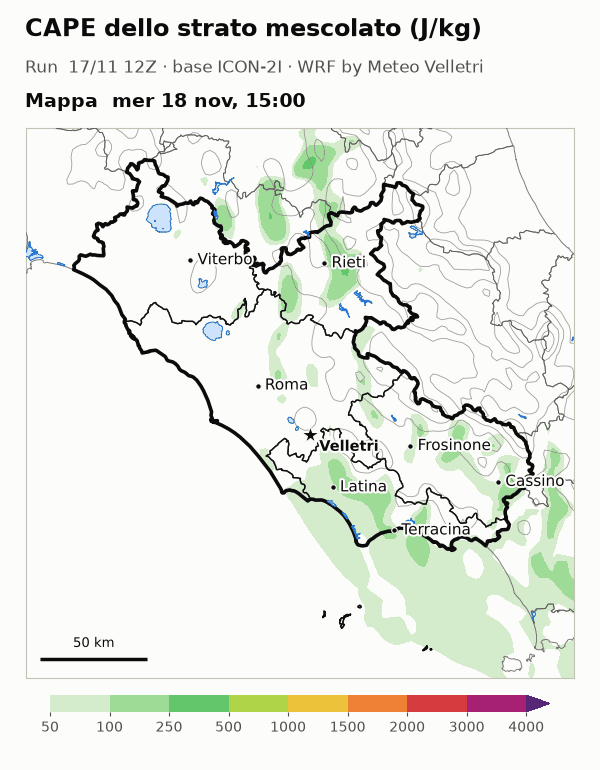 CAPE dello strato mescolato (J/kg)
Run  17/11 12Z · base ICON-2I · WRF by Meteo Velletri
Mappa  mer 18 nov, 15:00
Viterbo
Rieti
Roma
Velletri
Frosinone
Cassino
Latina
Terracina
50 km
50 100 250 500 1000 1500 2000 3000 4000